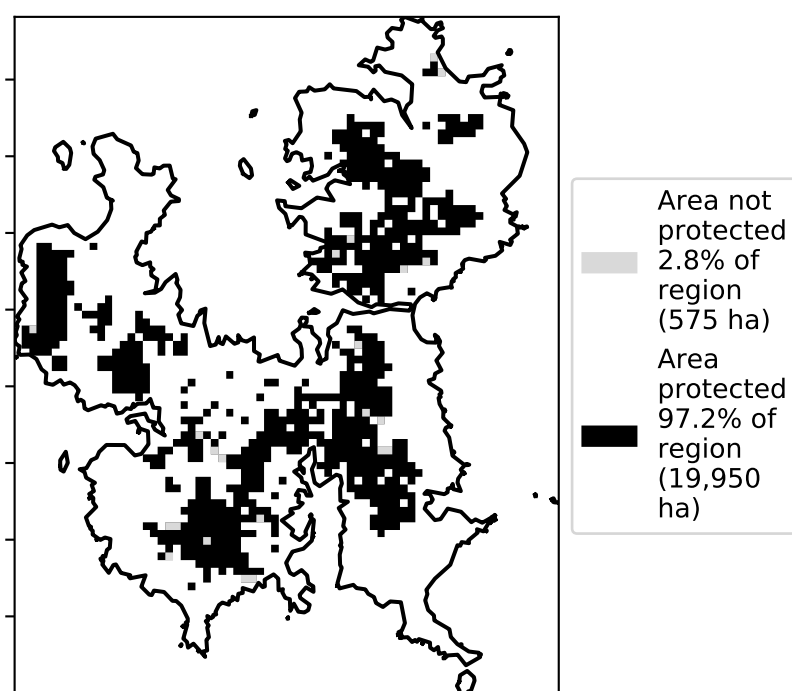 Area not
protected
2.8% of
region
(575 ha)
Area
protected
97.2% of
region
(19,950
ha)